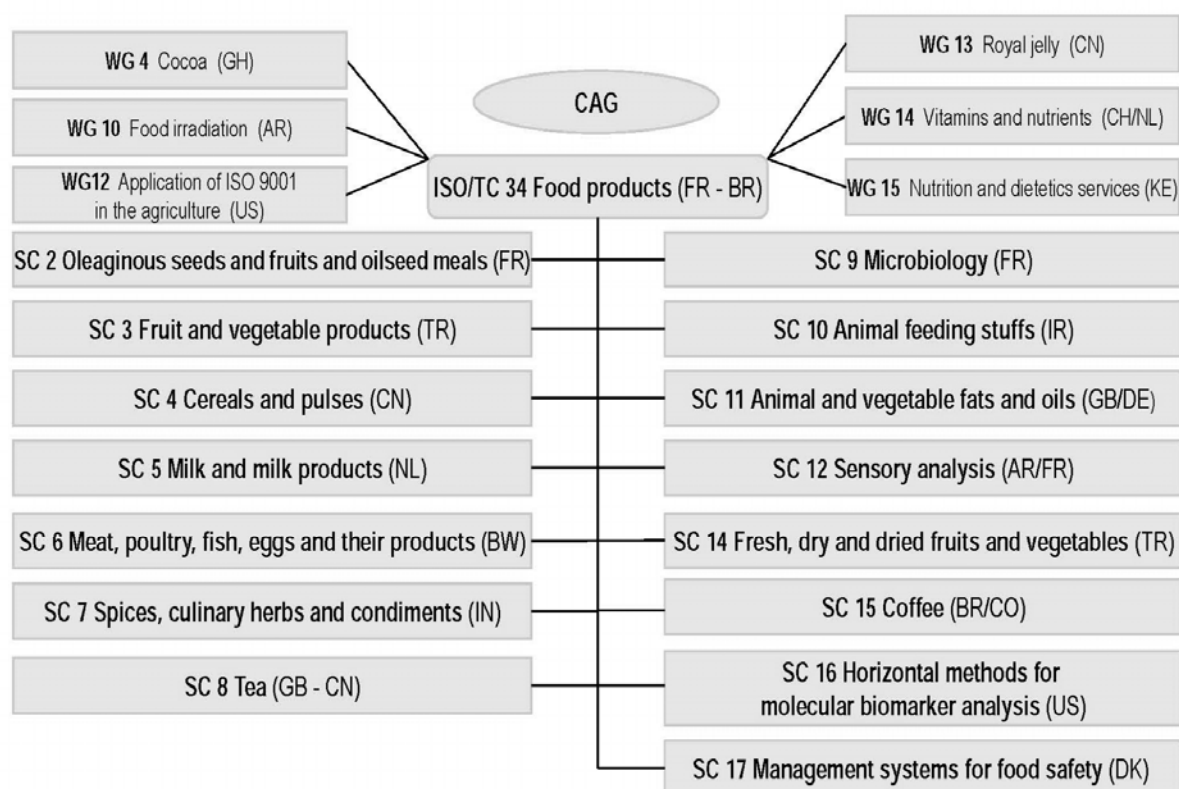 WG 4 Cocoa (GH)
WG 10 Food irradiation (AR)
WG12 Application of ISO 9001
in the agriculture (US)
CAG
ISO/TC 34 Food products (FR - BR)
WG 13 Royal jelly (CN)
WG 14 Vitamins and nutrients (CH/NL)
WG 15 Nutrition and dietetics services (KE)
SC 2 Oleaginous seeds and fruits and oilseed meals (FR)
SC 3 Fruit and vegetable products (TR)
SC 4 Cereals and pulses (CN)
SC 5 Milk and milk products (NL)
SC 6 Meat, poultry, fish, eggs and their products (BW)
SC 7 Spices, culinary herbs and condiments (IN)
SC 8 Tea (GB - CN)
SC 9 Microbiology (FR)
SC 10 Animal feeding stuffs (IR)
SC 11 Animal and vegetable fats and oils (GB/DE)
SC 12 Sensory analysis (AR/FR)
SC 14 Fresh, dry and dried fruits and vegetables (TR)
SC 15 Coffee (BR/CO)
SC 16 Horizontal methods for
molecular biomarker analysis (US)
SC 17 Management systems for food safety (DK)